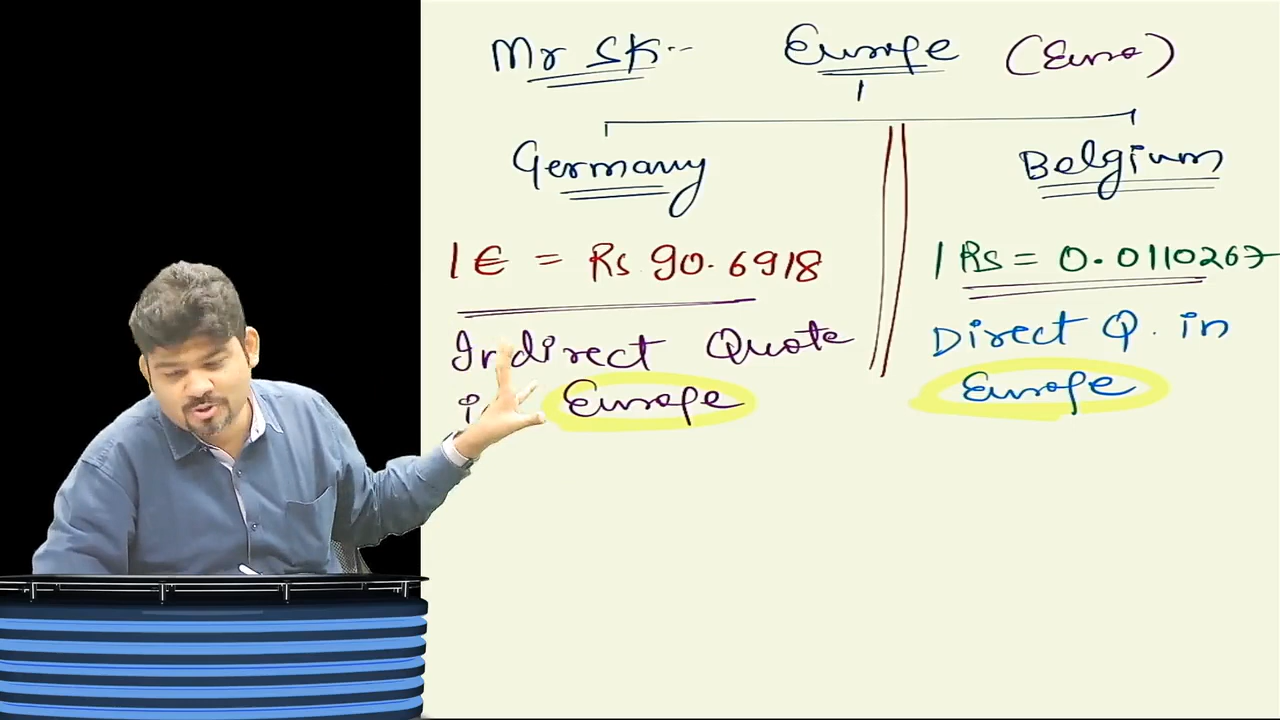 Mr SK--
Europe (Euro)
Germany
Belgium
1 € = Rs 90.6918
1 Rs = 0.0110267
Indirect Quote
Europe
Direct Q. in
Europe